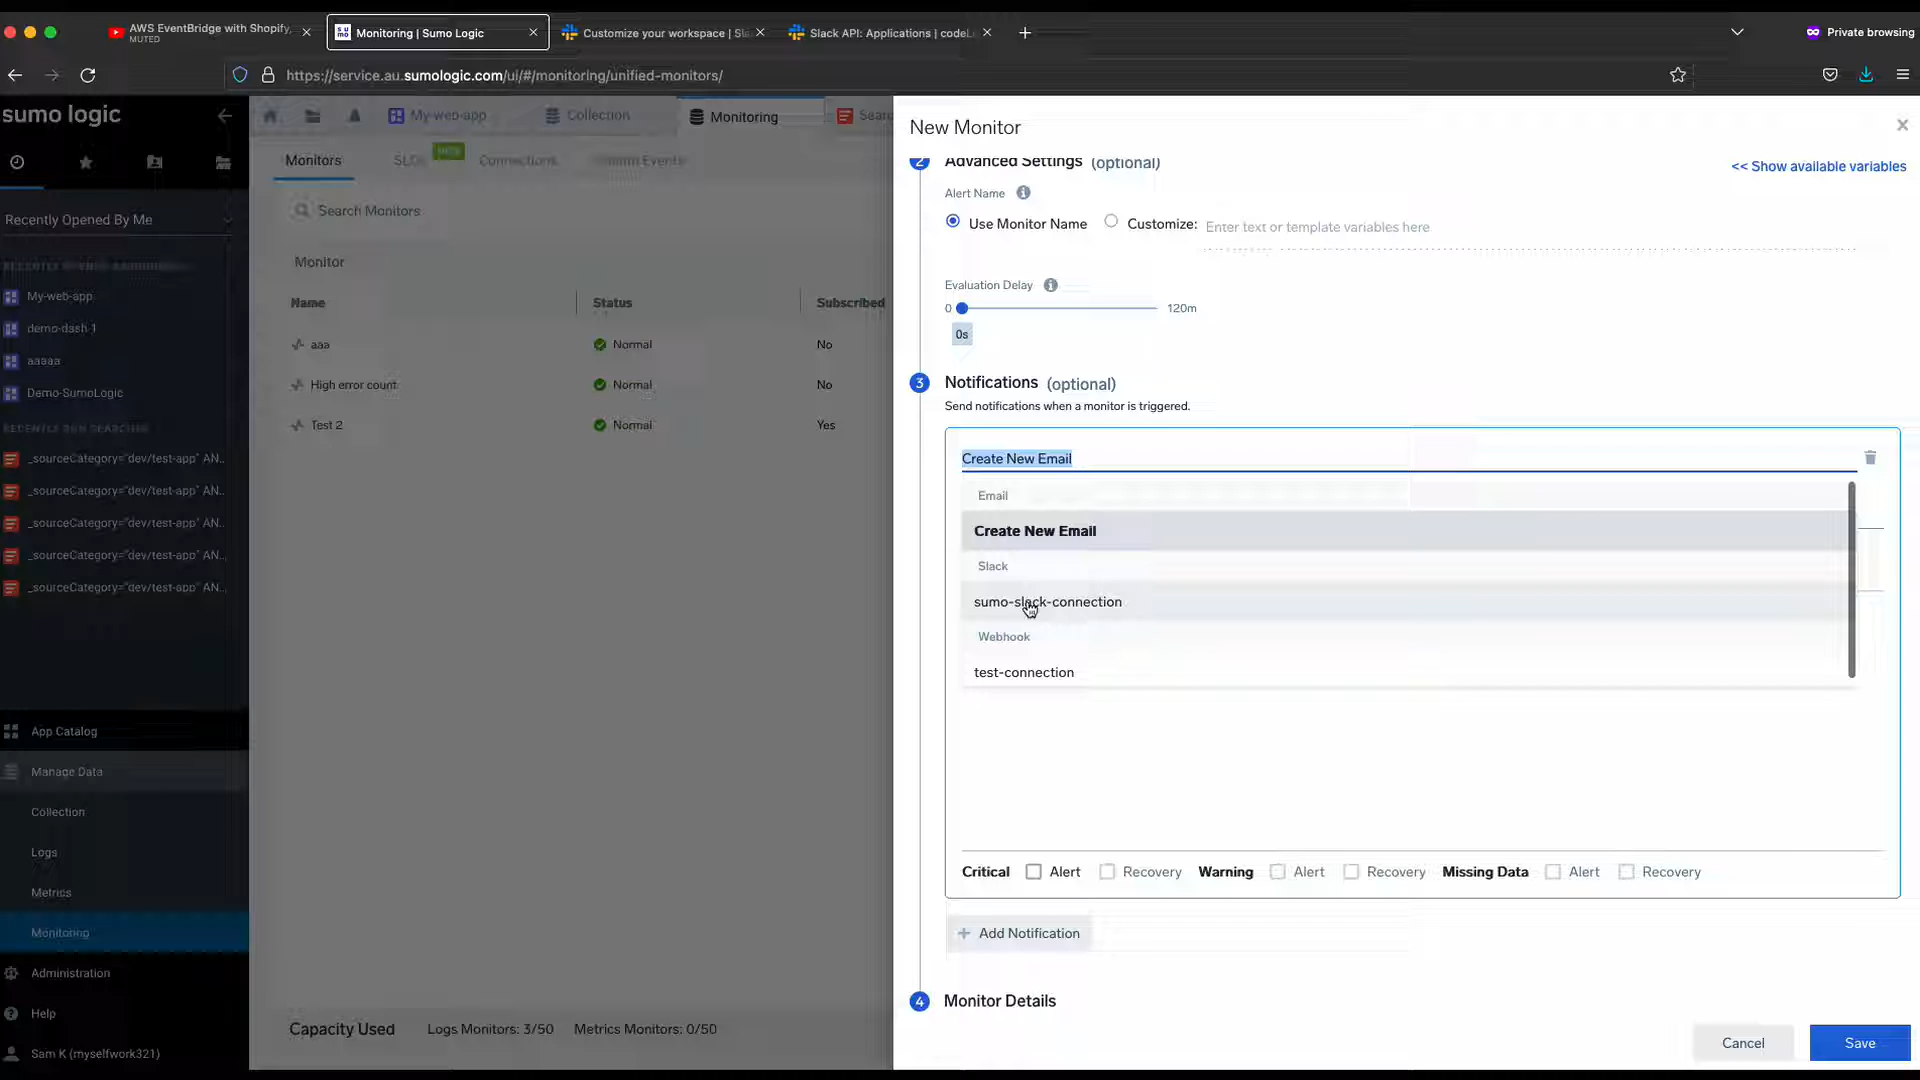 AWS EventBridge with Shopify,
MUTED
Monitoring | Sumo Logic
Customize your workspace | Sl
Slack API: Applications | codeL
Private browsing
https://service.au.sumologic.com/ui/#/monitoring/unified-monitors/
sumo logic
Recently Opened By Me
My-web-app
demo-dash-1
aaaaa
Demo-SumoLogic
_sourceCategory="dev/test-app" AN..
_sourceCategory="dev/test-app" AN..
_sourceCategory="dev/test-app" AN..
_sourceCategory="dev/test-app" AN..
_sourceCategory="dev/test-app" AN..
App Catalog
Manage Data
Collection
Logs
Metrics
Monitoring
Administration
Help
Sam K (myselfwork321)
My-web-app
Collection
Monitoring
Sear
Monitors
Connections
Search Monitors
Monitor
Name Status Subscribed
aaa Normal No
High error count Normal No
Test 2 Normal Yes
Capacity Used Logs Monitors: 3/50 Metrics Monitors: 0/50
New Monitor
2 Advanced Settings (optional)
<< Show available variables
Alert Name
Use Monitor Name Customize: Enter text or template variables here
Evaluation Delay
0 120m
0s
3 Notifications (optional)
Send notifications when a monitor is triggered.
Create New Email
Email
Create New Email
Slack
sumo-slack-connection
Webhook
test-connection
Critical Alert Recovery Warning Alert Recovery Missing Data Alert Recovery
+ Add Notification
4 Monitor Details
Cancel
Save